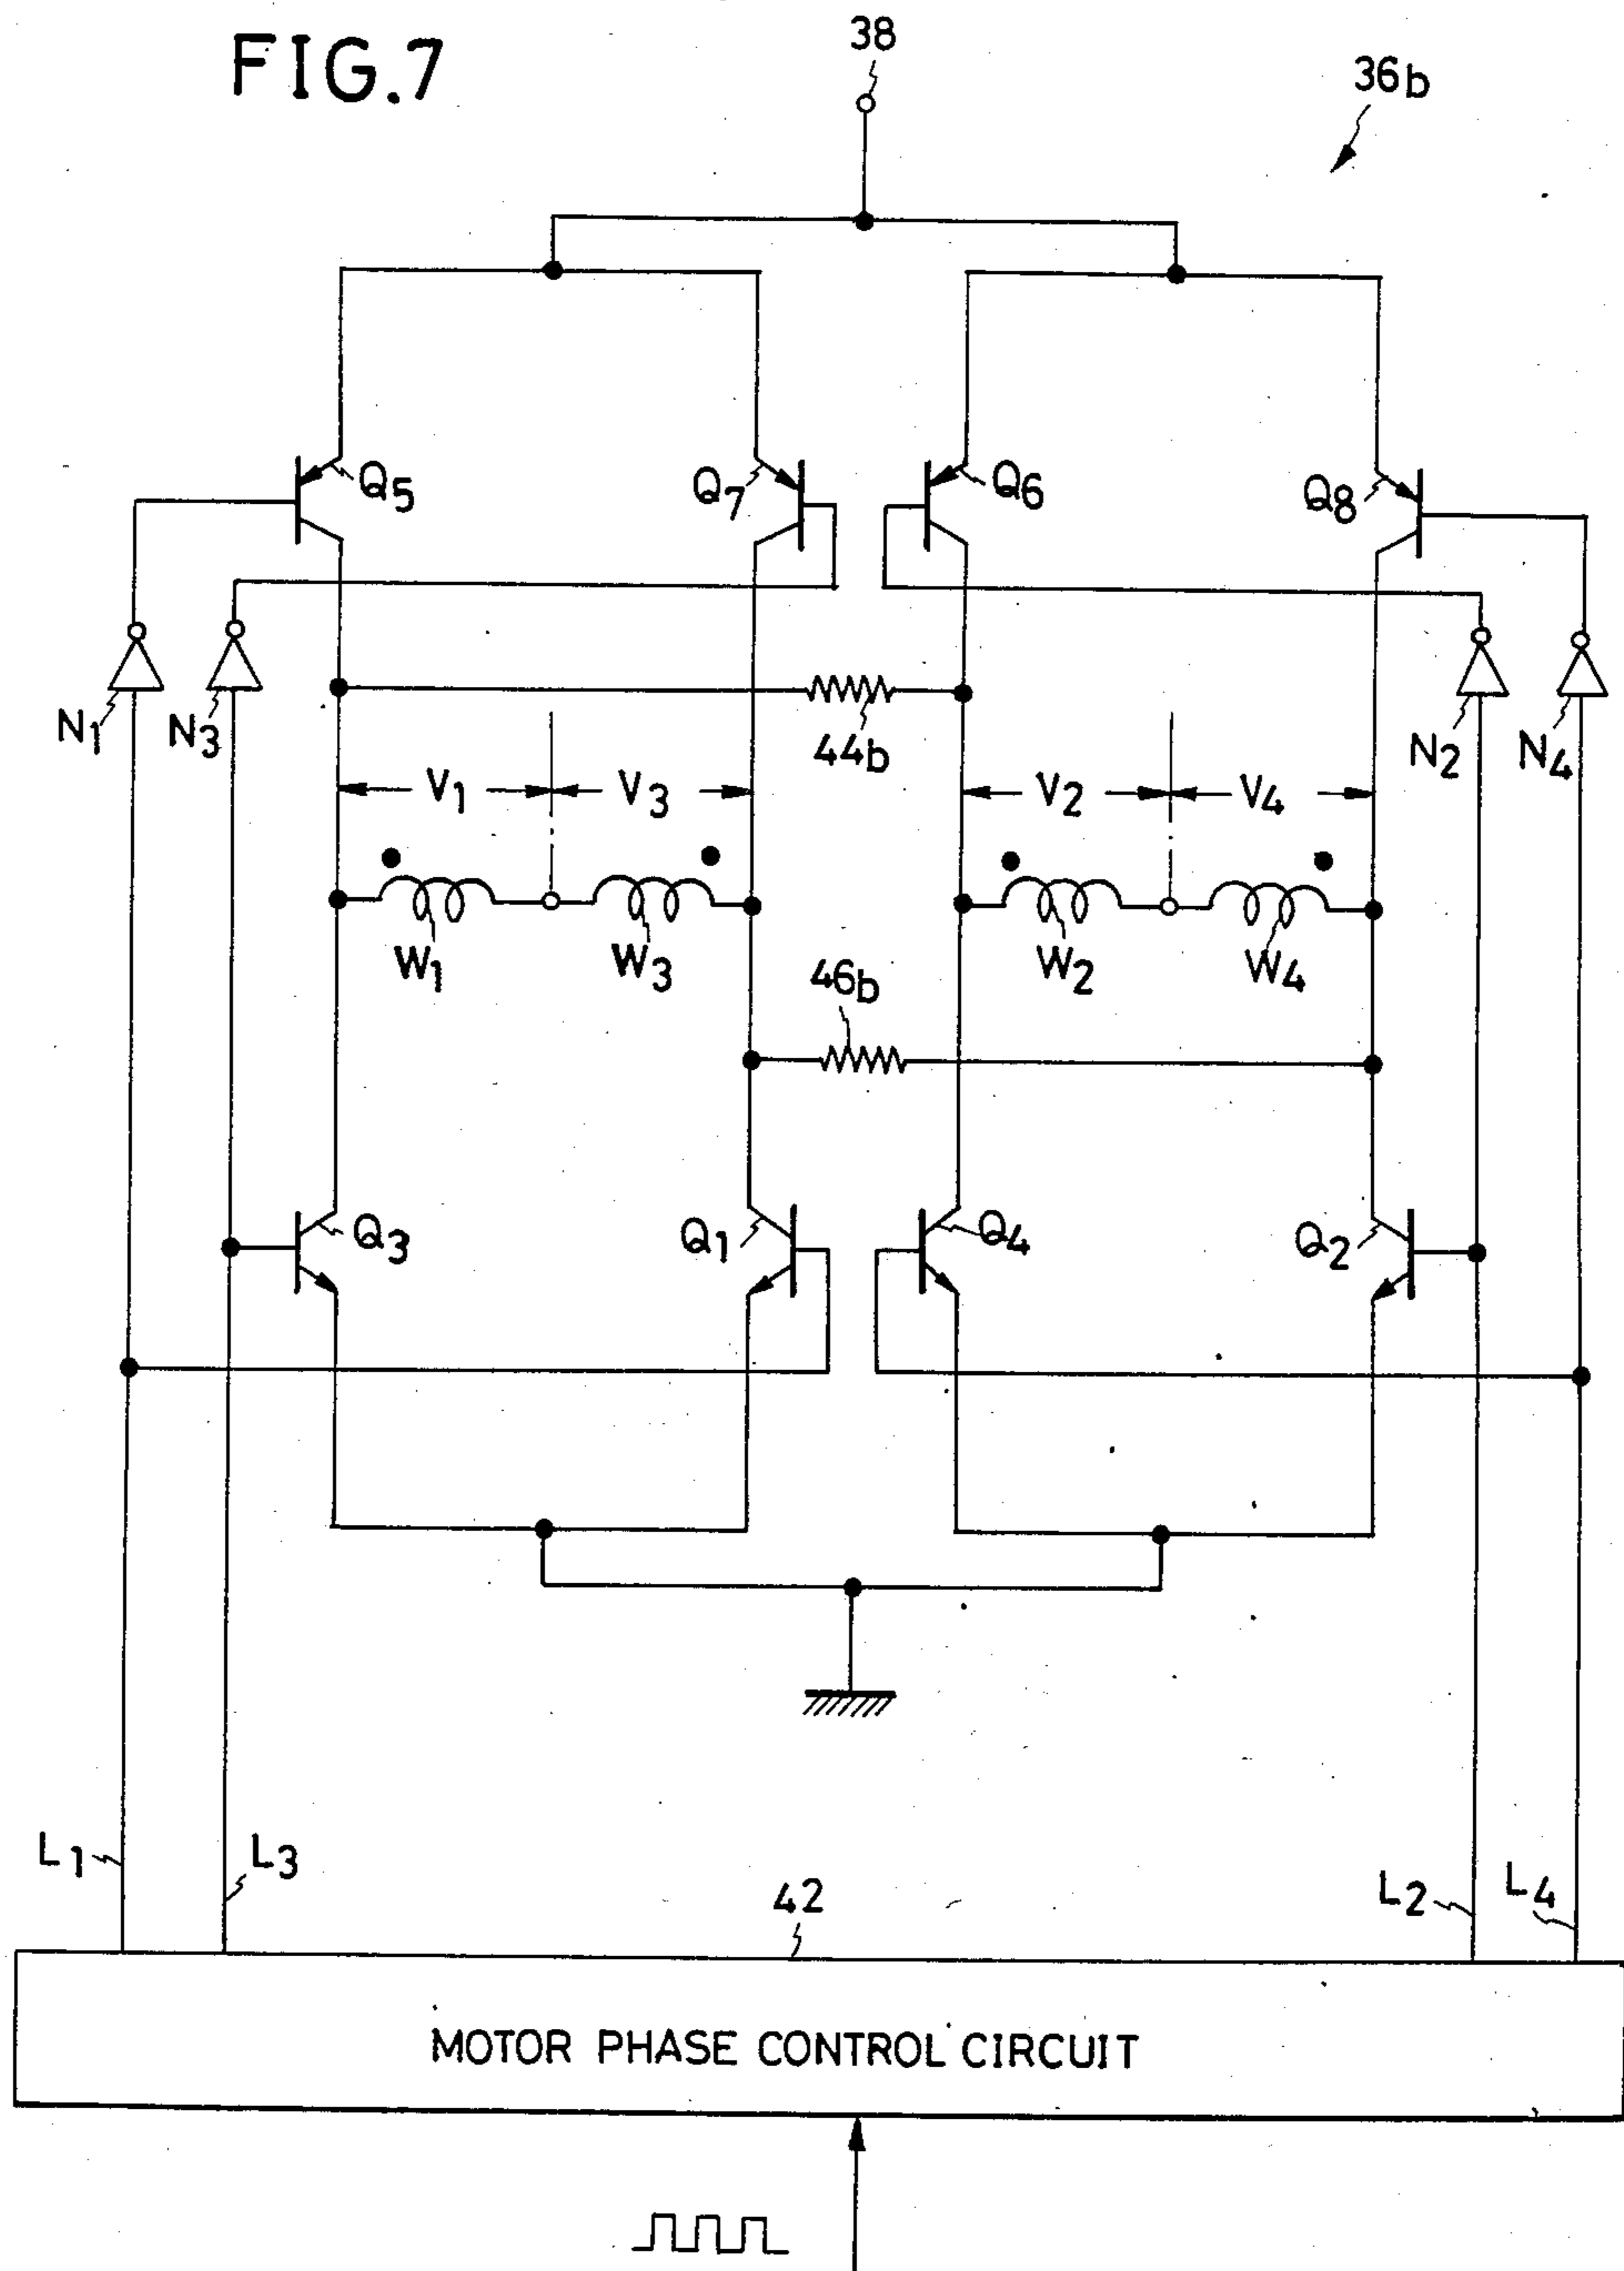 FIG.7
38
36b
Q5
Q7
Q6
Q8
N1
N3
44b
N2
N4
V1
V3
V2
V4
W1
W3
W2
W4
46b
Q3
Q1
Q4
Q2
L1
L3
42
L2
L4
MOTOR PHASE CONTROL CIRCUIT